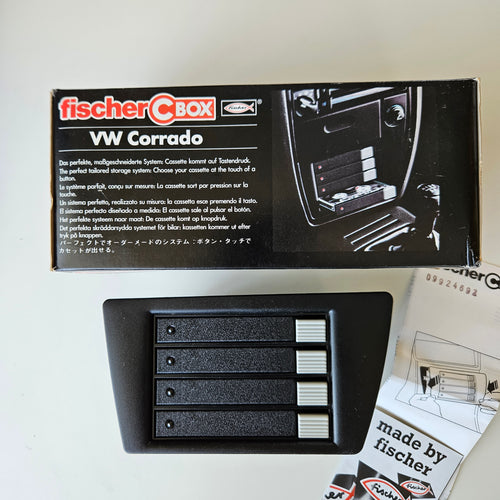 fischer CBOX fischer ®
VW Corrado
Das perfekte, maßgeschneiderte System: Cassette kommt auf Tastendruck.
The perfect tailored storage system: Choose your cassette at the touch of a
button.
Le système parfait, conçu sur mesure: La cassette sort par pression sur la
touche.
Un sistema perfetto, realizzato su misura: la cassetta esce premendo il tasto.
El sistema perfecto diseñado a medida: El cassette sale al pulsar el botón.
Het perfekte systeem naar maat: De cassette komt op knopdruk.
Det perfekta skräddarsydda systemet för bilan: kassetten kommer ut efter
tryk på knappen.
パーフェクトでオーダーメードのシステム：ボタン・タッチで
カセットが出せる。
fischer C
09924692
made by
fischer
fischer